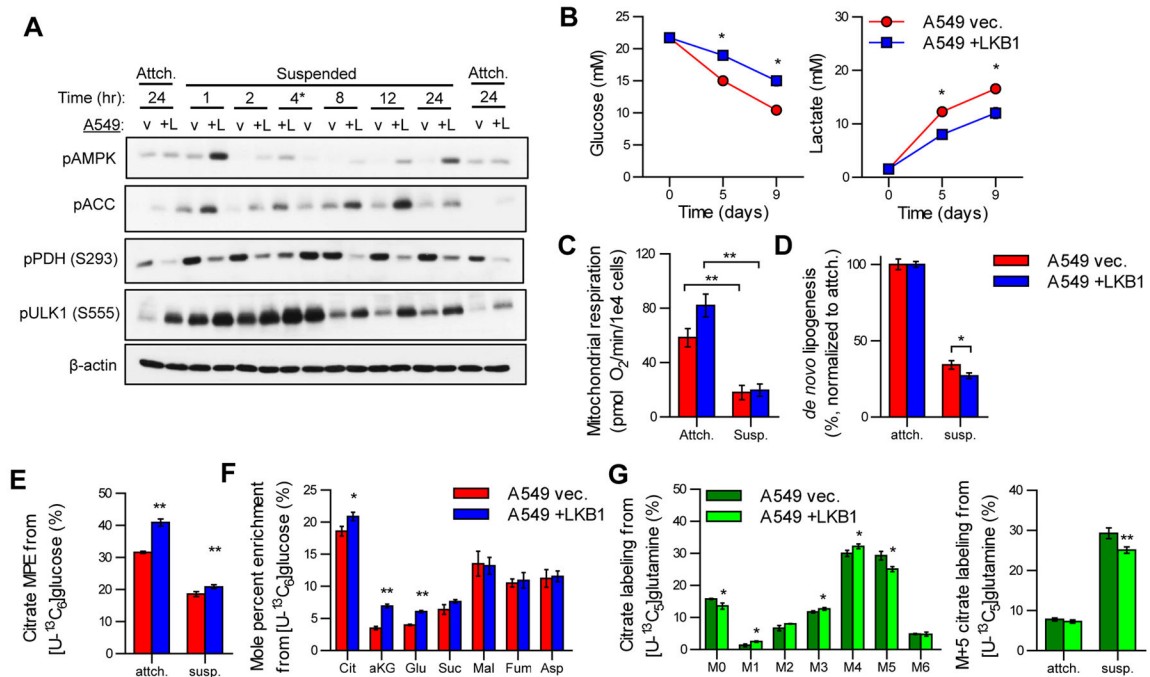 A
Attch. Suspended Attch.
Time (hr): 24 1 2 4* 8 12 24 24
A549: v +L v +L v +L +L v v +L v +L v +L v +L
pAMPK
pACC
pPDH (S293)
pULK1 (S555)
β-actin
B
Glucose (mM)
30
25
20
15
10
5
0
* *
0 5 9
Time (days)
Lactate (mM)
30
20
10
0
* *
0 5 9
Time (days)
A549 vec.
A549 +LKB1
C
Mitochondrial respiration
(pmol O2/min/1e4 cells)
120
80
40
0
** **
Attch. Susp.
D
de novo lipogenesis
(%, normalized to attach.)
100
50
0
*
attch. susp.
A549 vec.
A549 +LKB1
E
Citrate MPE from
[U-13C6]glucose (%)
50
40
30
20
10
0
** **
attch. susp.
F
Mole percent enrichment
from [U-13C6]glucose (%)
25
20
15
10
5
0
* ** **
Cit aKG Glu Suc Mal Fum Asp
A549 vec.
A549 +LKB1
G
Citrate labeling from
[U-13C5]glutamine (%)
50
40
30
20
10
0
* * * * *
M0 M1 M2 M3 M4 M5 M6
A549 vec.
A549 +LKB1
M+5 citrate labeling from
[U-13C5]glutamine (%)
40
30
20
10
0
**
attch. susp.